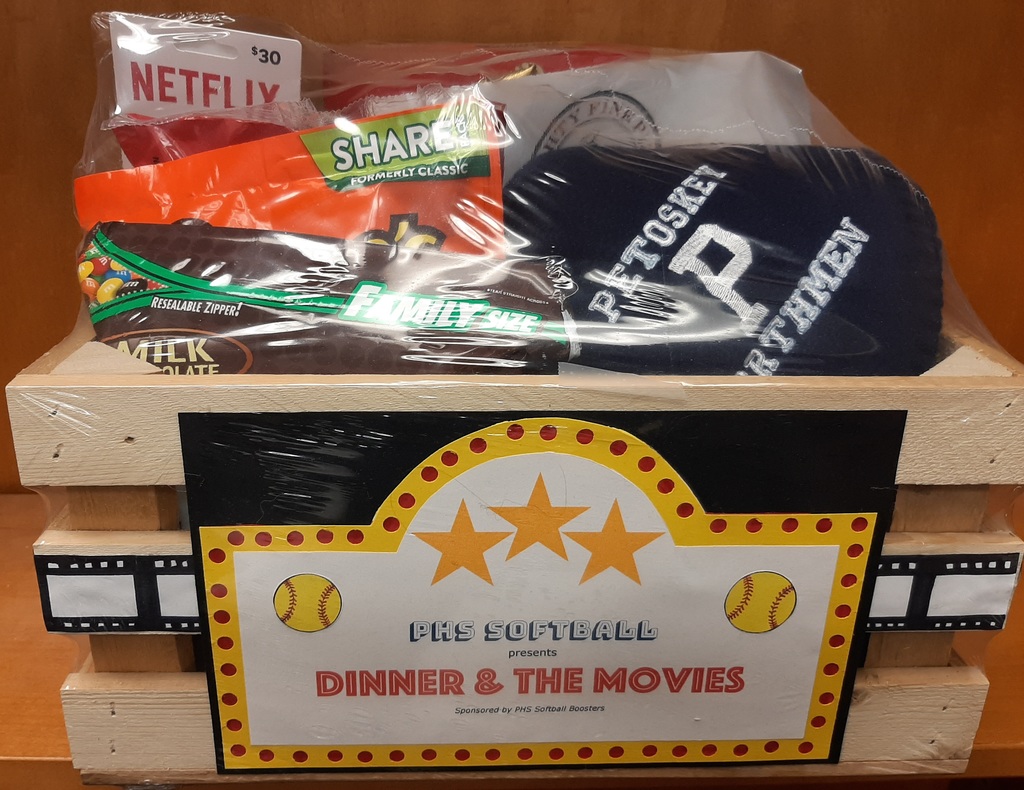 $30
NETFLIX
SHARE
FORMERLY CLASSIC
RESEALABLE ZIPPER!
FAMILY SIZE
MILK
PETOSKEY
P
PHS SOFTBALL
presents
DINNER & THE MOVIES
Sponsored by PHS Softball Boosters